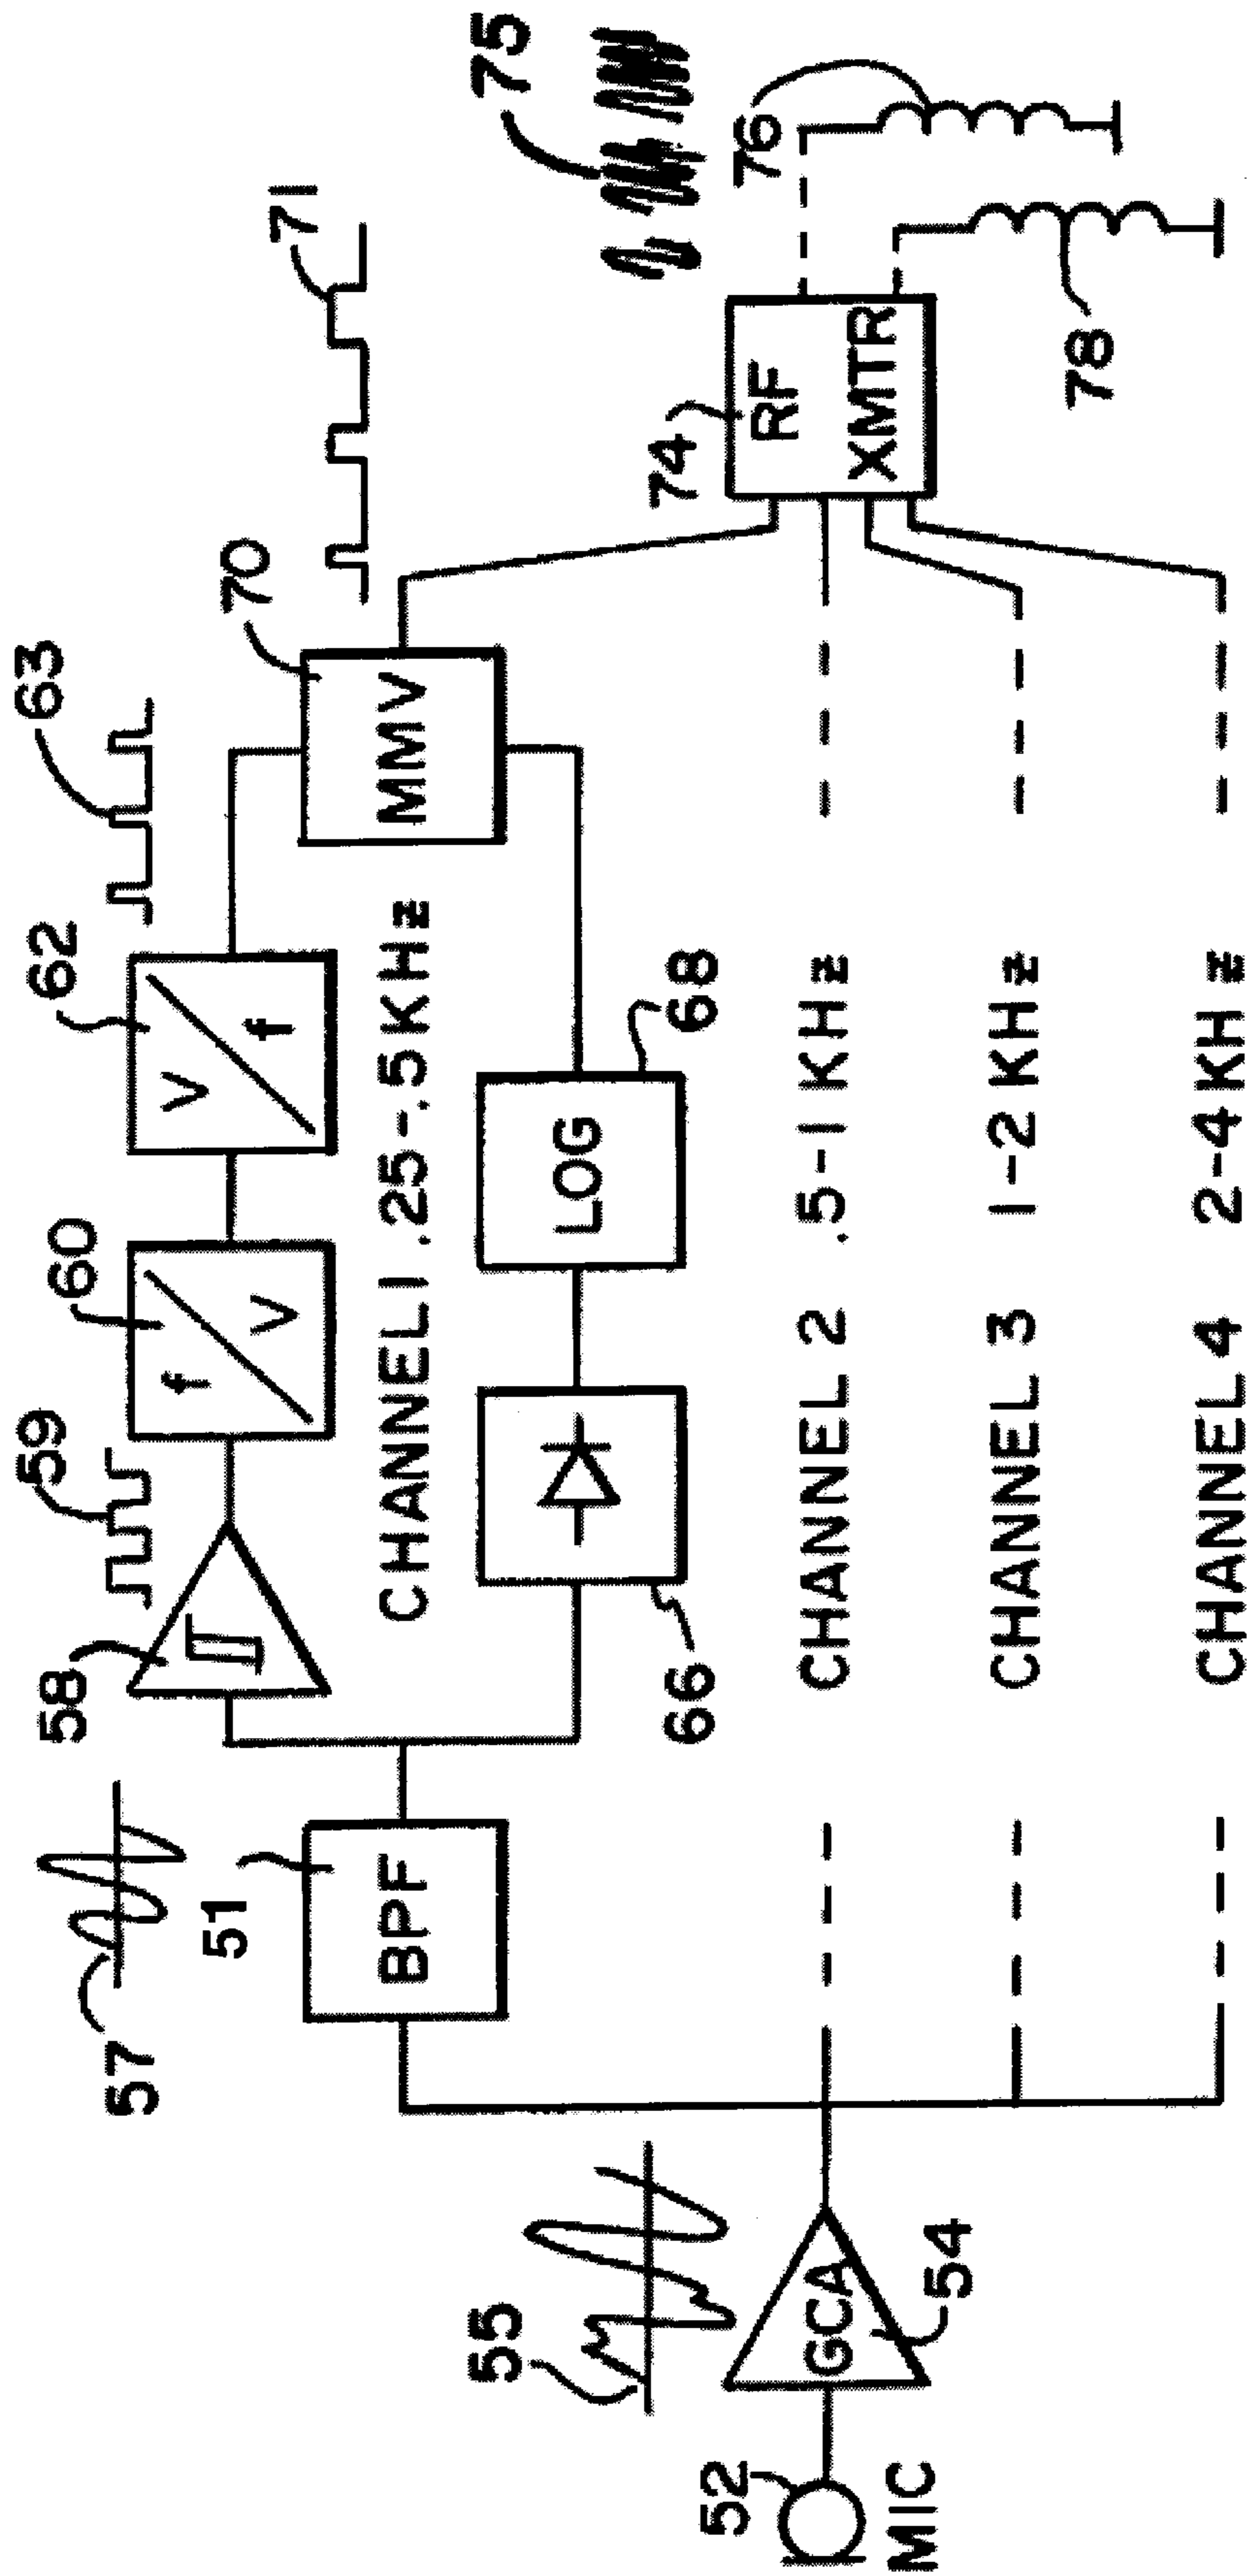 57
51
BPF
58
59
60
f
V
62
V
f
63
70
MMV
71
CHANNEL 1 .25-.5 KHz
66
LOG
68
55
52
MIC
GCA
54
CHANNEL 2 .5-1 KHz
CHANNEL 3 1-2 KHz
CHANNEL 4 2-4 KHz
74
RF
XMTR
75
76
78